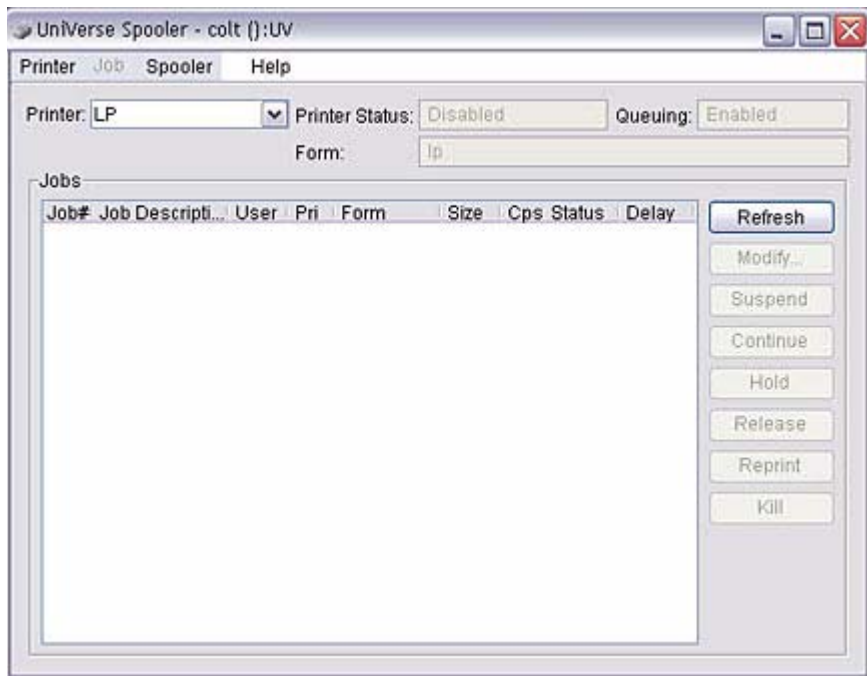 UniVerse Spooler - colt ():UV
Printer Job Spooler Help
Printer: LP Printer Status: Disabled Queuing: Enabled
Form: lp
Jobs
Job# Job Descripti... User Pri Form Size Cps Status Delay
Refresh
Modify...
Suspend
Continue
Hold
Release
Reprint
Kill